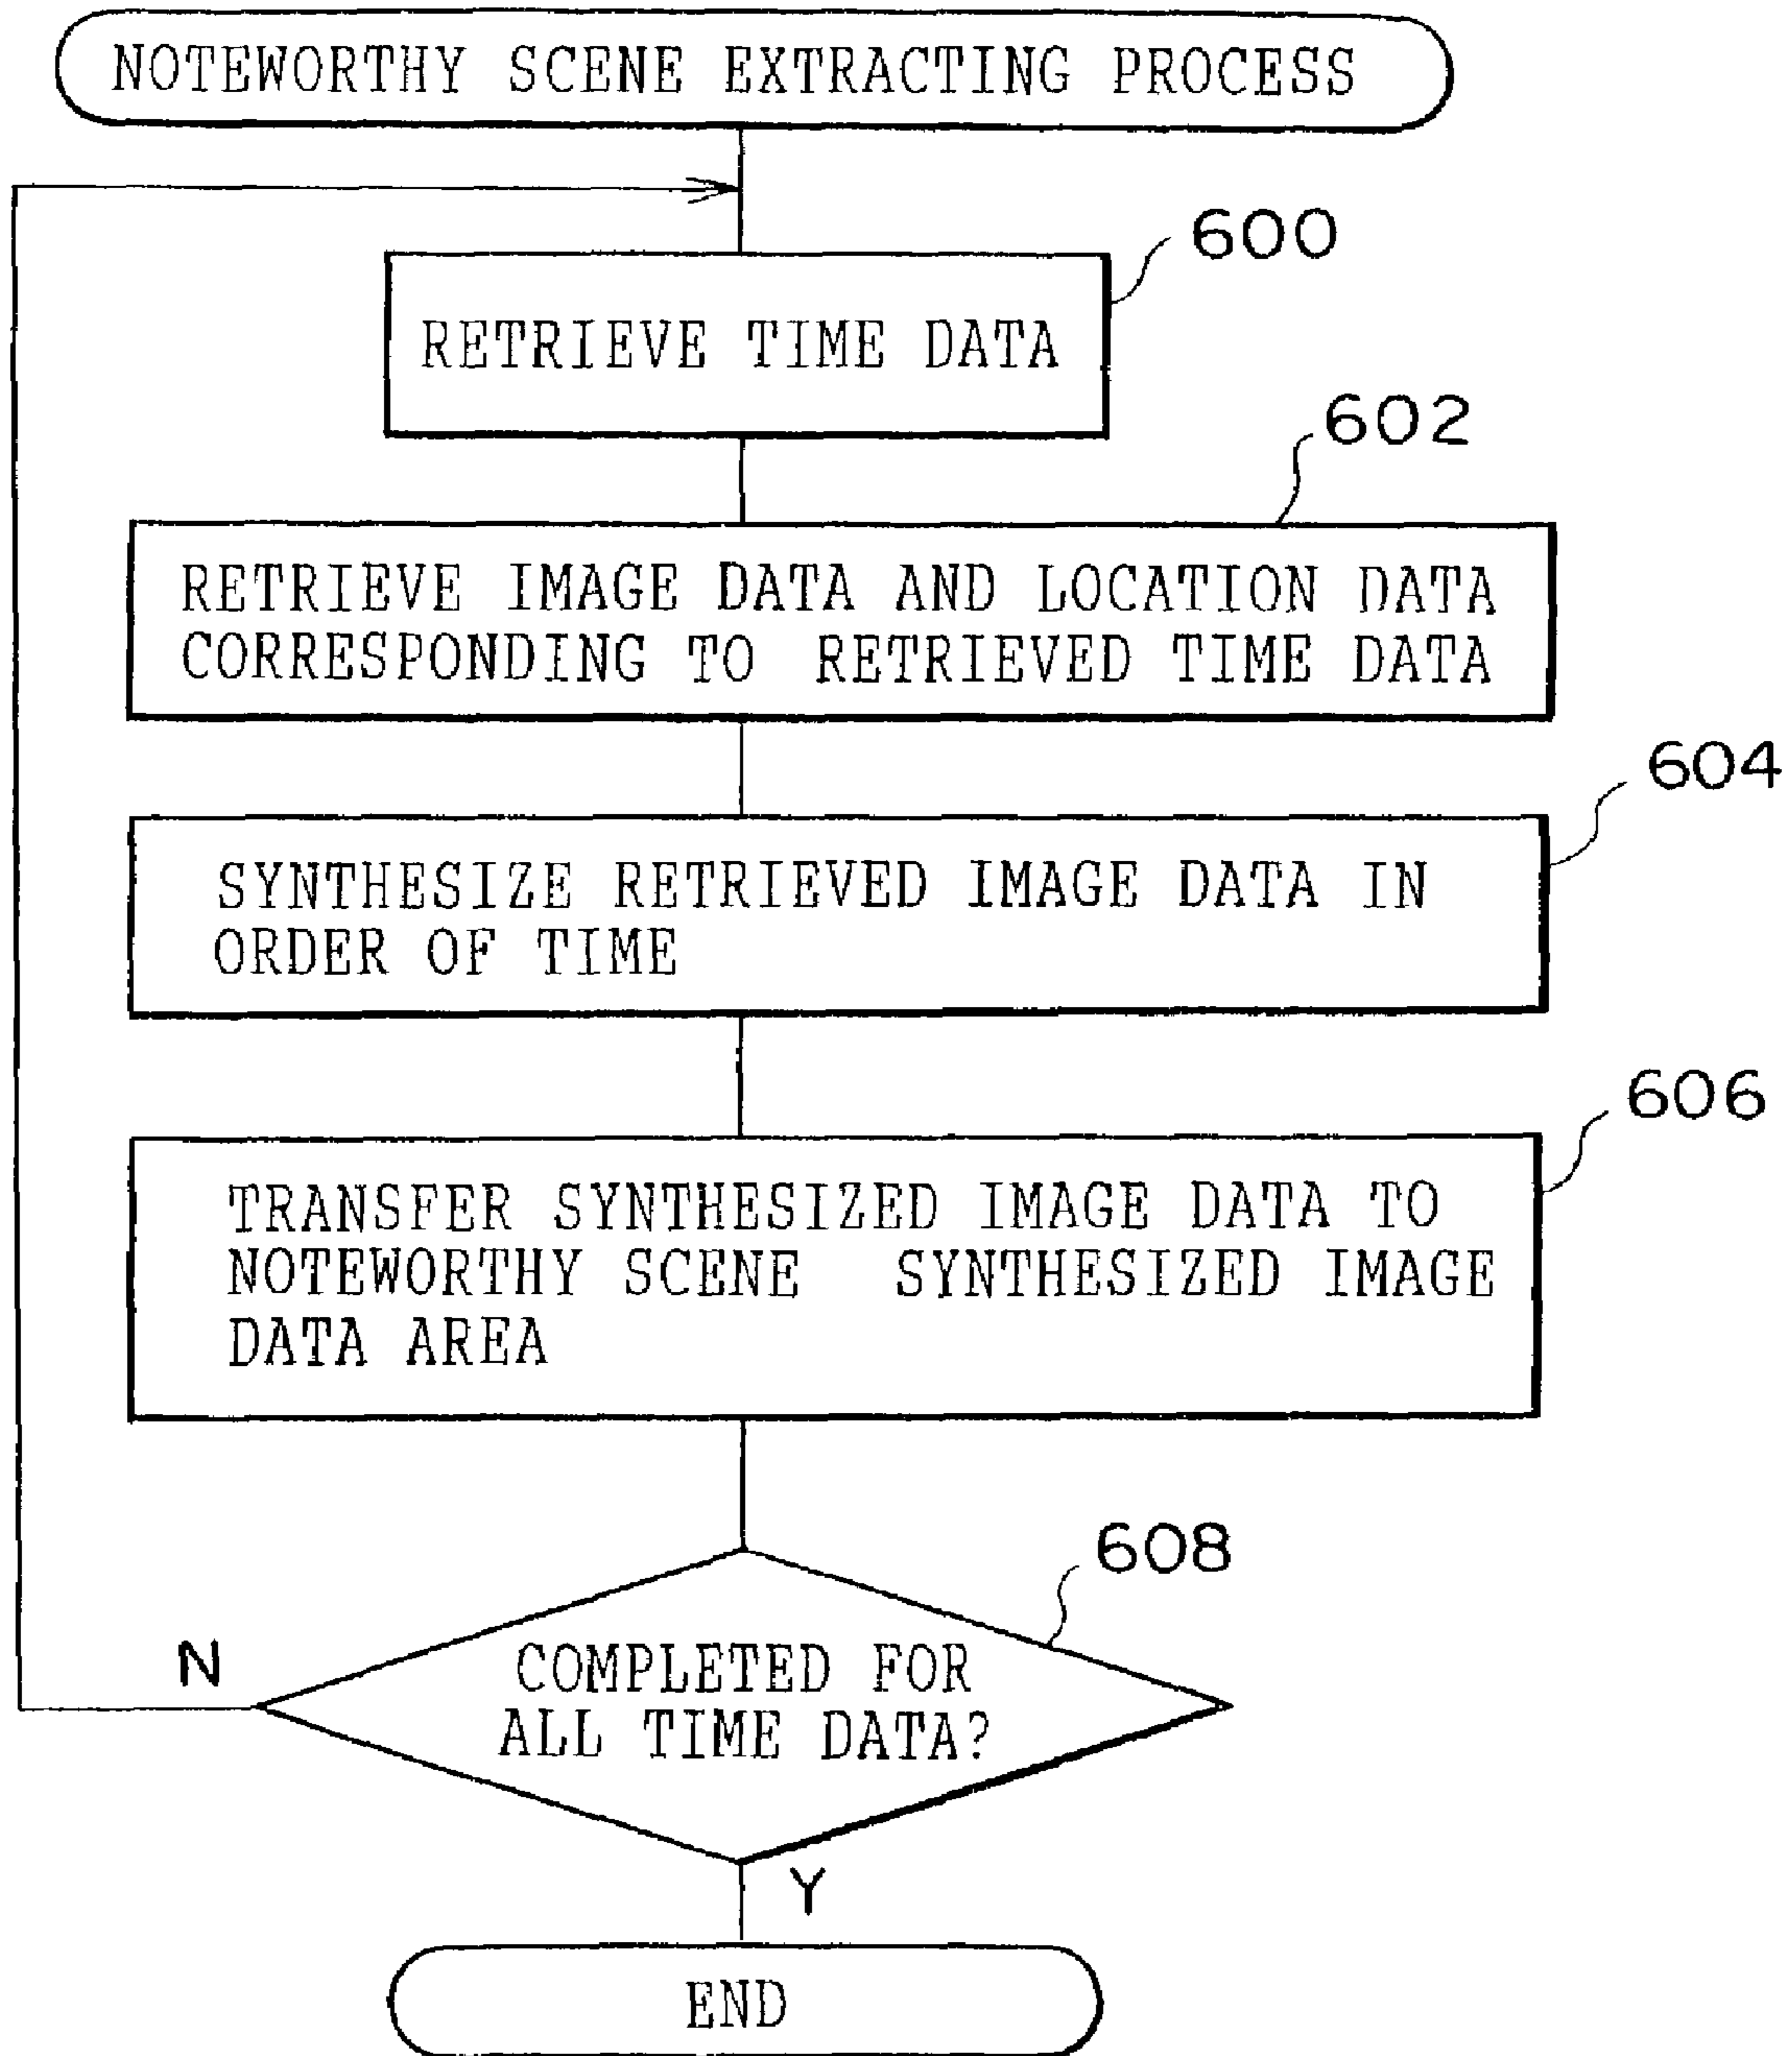 NOTEWORTHY SCENE EXTRACTING PROCESS
600
RETRIEVE TIME DATA
602
RETRIEVE IMAGE DATA AND LOCATION DATA
CORRESPONDING TO RETRIEVED TIME DATA
604
SYNTHESIZE RETRIEVED IMAGE DATA IN
ORDER OF TIME
606
TRANSFER SYNTHESIZED IMAGE DATA TO
NOTEWORTHY SCENE SYNTHESIZED IMAGE
DATA AREA
608
N
COMPLETED FOR
ALL TIME DATA?
Y
END